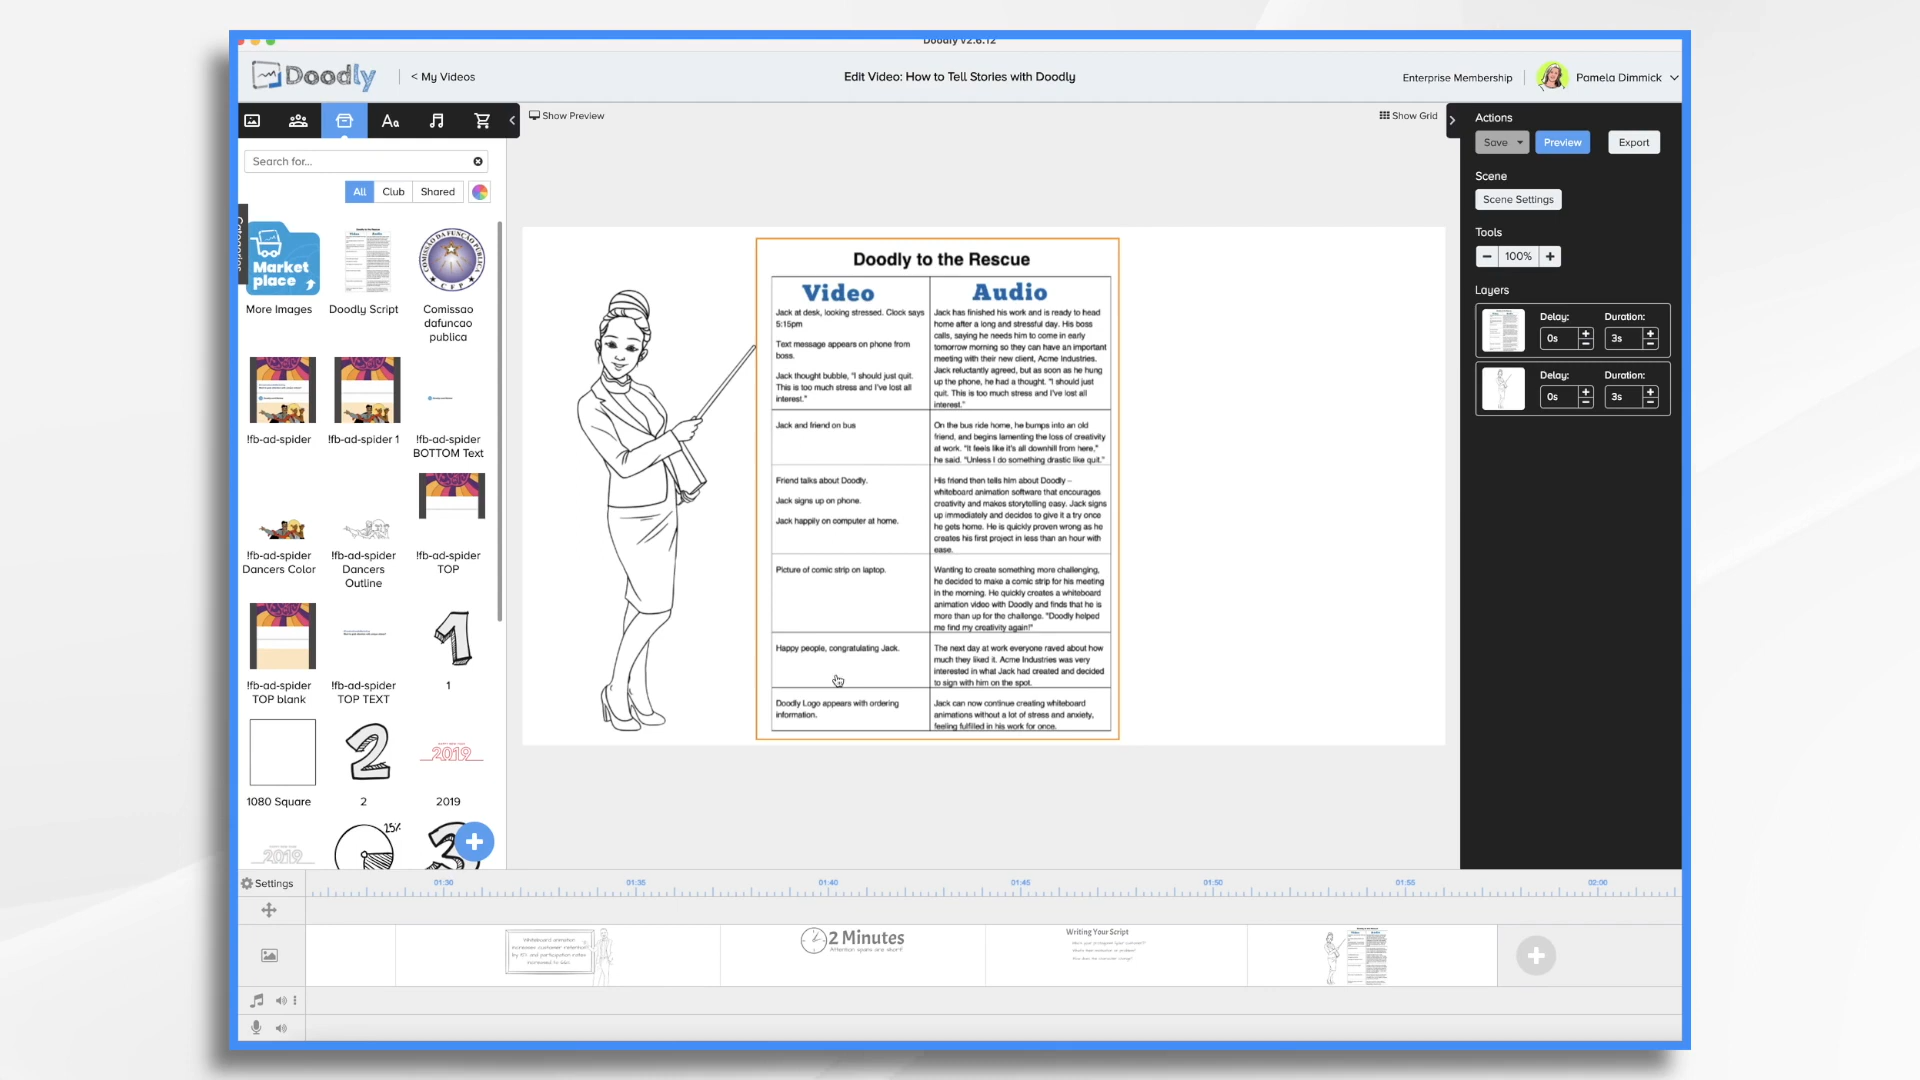 Doodly v2.6.12
Doodly
< My Videos
Edit Video: How to Tell Stories with Doodly
Enterprise Membership
Pamela Dimmick
Aa
Show Preview
Show Grid
Search for...
All
Club
Shared
Market
place
More Images
Doodly Script
Comissao
dafuncao
publica
!fb-ad-spider
!fb-ad-spider 1
!fb-ad-spider
BOTTOM Text
!fb-ad-spider
Dancers Color
!fb-ad-spider
Dancers
Outline
!fb-ad-spider
TOP
!fb-ad-spider
TOP blank
!fb-ad-spider
TOP TEXT
1
1
1080 Square
2
2
2019
2019
2019
25%
3
Doodly to the Rescue
Video
Audio
Jack at desk, looking stressed. Clock says
5:15pm
Text message appears on phone from
boss.
Jack thought bubble, "I should just quit.
This is too much stress and I've lost all
interest."
Jack has finished his work and is ready to head
home after a long and stressful day. His boss
calls, saying he needs him to come in early
tomorrow morning so they can have an important
meeting with their new client, Acme Industries.
Jack reluctantly agreed, but as soon as he hung
up the phone, he had a thought. "I should just
quit. This is too much stress and I've lost all
interest."
Jack and friend on bus
On the bus ride home, he bumps into an old
friend, and begins lamenting the loss of creativity
at work. "It feels like it's all downhill from here,"
he said. "Unless I do something drastic like quit."
Friend talks about Doodly.
Jack signs up on phone.
Jack happily on computer at home.
His friend then tells him about Doodly –
whiteboard animation software that encourages
creativity and makes storytelling easy. Jack signs
up immediately and decides to give it a try once
he gets home. He is quickly proven wrong as he
creates his first project in less than an hour with
ease.
Picture of comic strip on laptop.
Wanting to create something more challenging,
he decided to make a comic strip for his meeting
in the morning. He quickly creates a whiteboard
animation video with Doodly and finds that he is
more than up for the challenge. "Doodly helped
me find my creativity again!"
Happy people, congratulating Jack.
The next day at work everyone raved about how
much they liked it. Acme Industries was very
interested in what Jack had created and decided
to sign with him on the spot.
Doodly Logo appears with ordering
information.
Jack can now continue creating whiteboard
animations without a lot of stress and anxiety,
feeling fulfilled in his work for once.
Actions
Save
Preview
Export
Scene
Scene Settings
Tools
100%
Layers
Delay:
Duration:
0s
3s
Delay:
Duration:
0s
3s
Settings
01:30
01:35
01:40
01:45
01:50
01:55
02:00
Whiteboard animation
increases customer retention
2 Minutes
Attention spans are short!
Writing Your Script